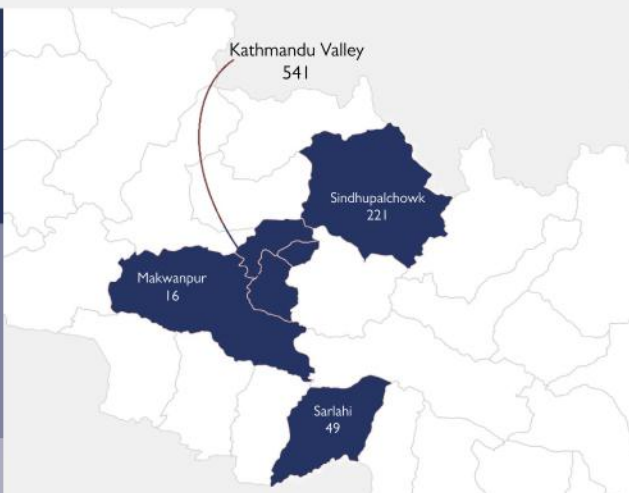 Kathmandu Valley
541
Sindhupalchowk
221
Makwanpur
16
Sarlahi
49